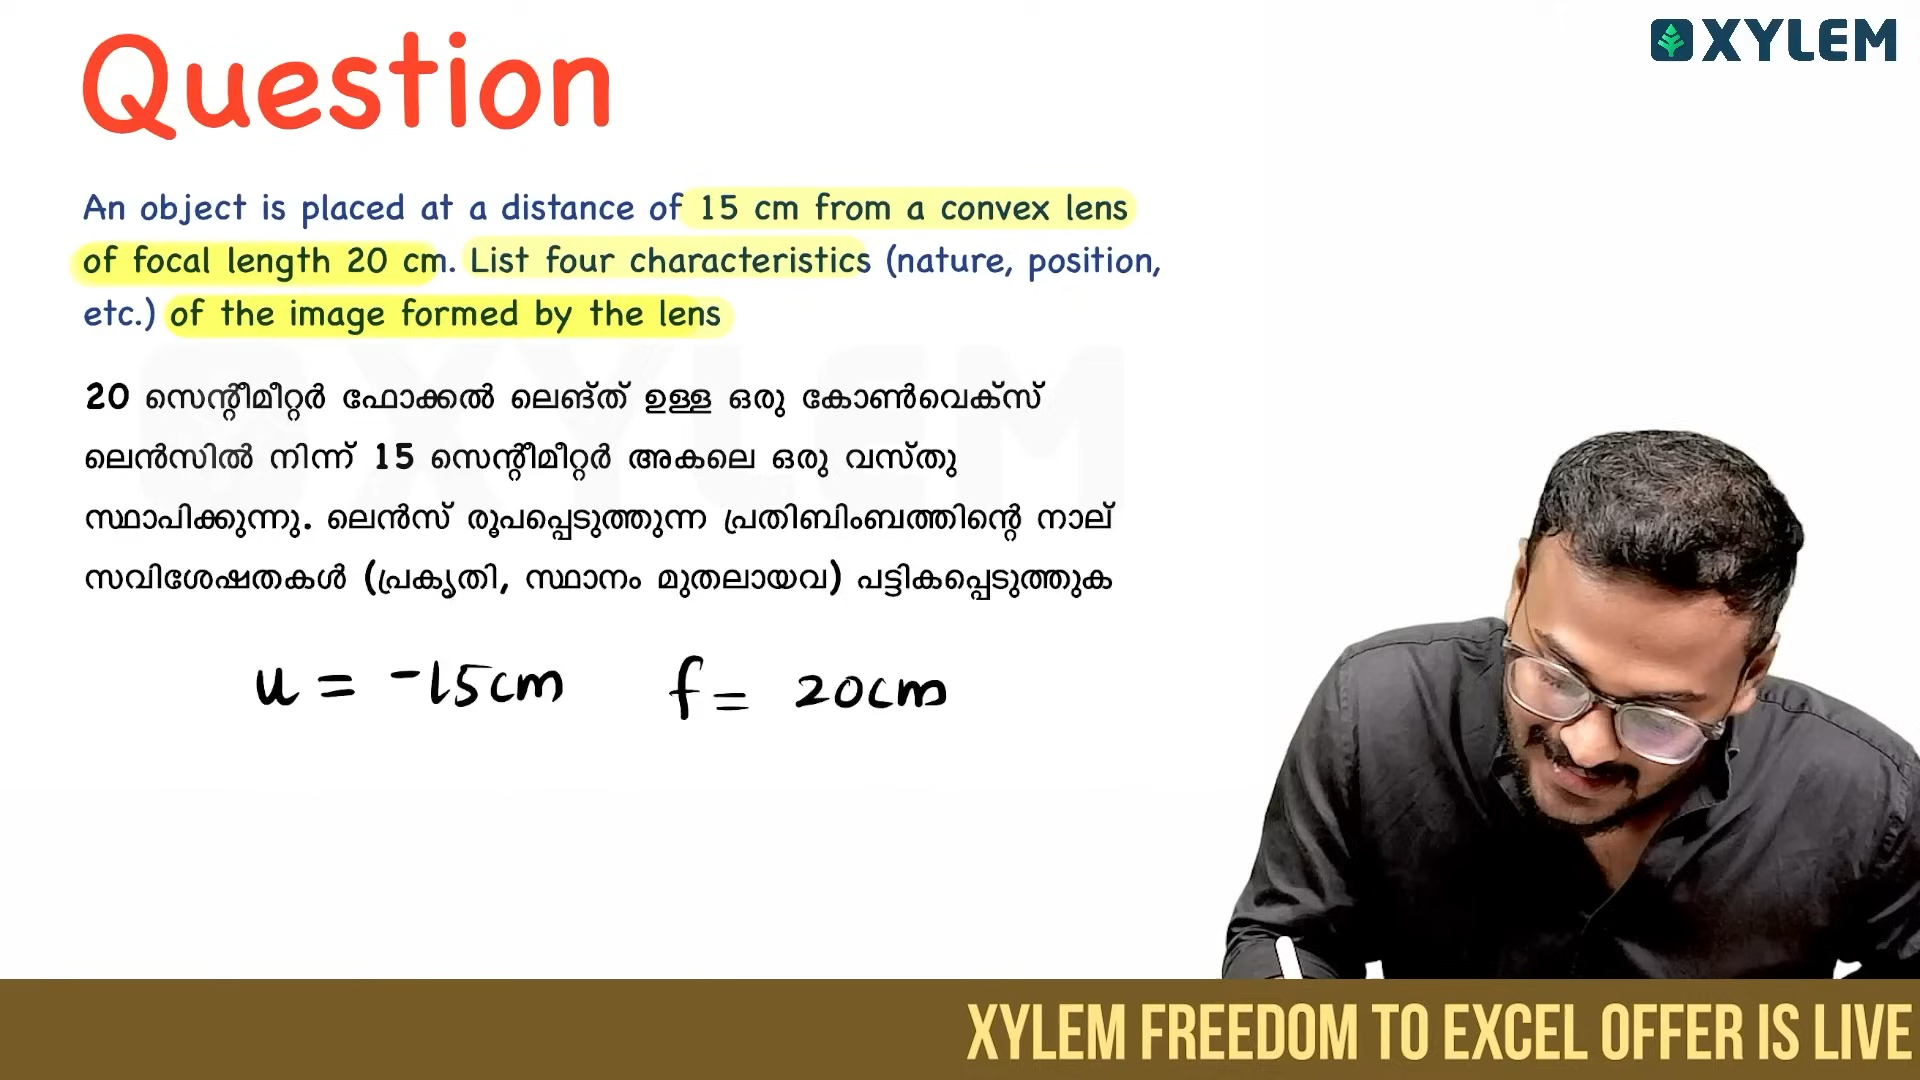 Question
XYLEM
An object is placed at a distance of 15 cm from a convex lens
of focal length 20 cm. List four characteristics (nature, position,
etc.) of the image formed by the lens
20 സെന്റീമീറ്റർ ഫോക്കൽ ലെങ്ത് ഉള്ള ഒരു കോൺവെക്സ്
ലെൻസിൽ നിന്ന് 15 സെന്റീമീറ്റർ അകലെ ഒരു വസ്തു
സ്ഥാപിക്കുന്നു. ലെൻസ് രൂപപ്പെടുത്തുന്ന പ്രതിബിംബത്തിന്റെ നാല്
സവിശേഷതകൾ (പ്രകൃതി, സ്ഥാനം മുതലായവ) പട്ടികപ്പെടുത്തുക
u = -15cm f = 20cm
XYLEM FREEDOM TO EXCEL OFFER IS LIVE